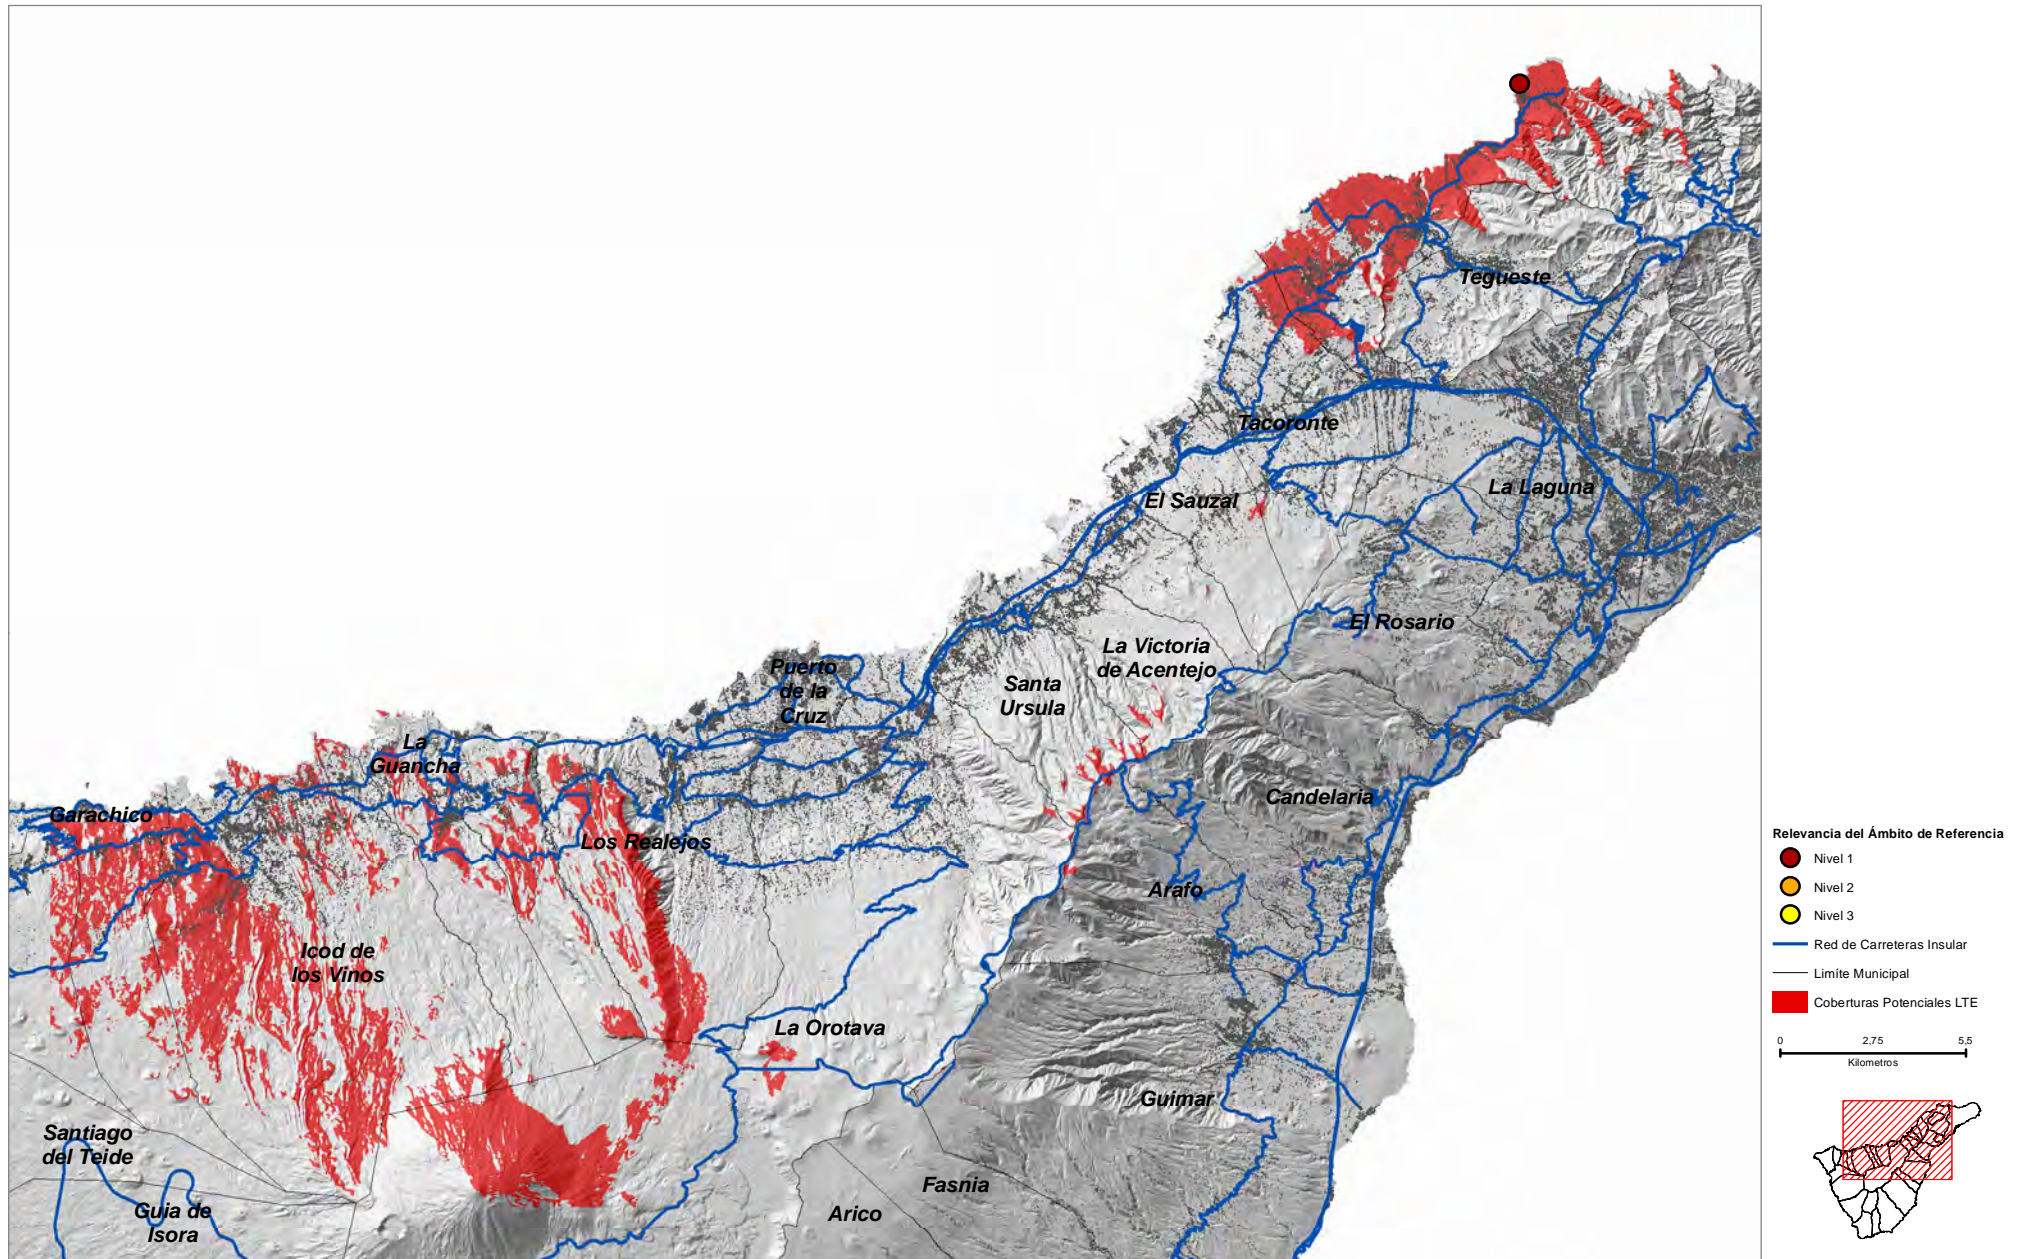 Tegueste
Tacoronte
El Sauzal
La Laguna
El Rosario
La Victoria
de Acentejo
Santa
Ursula
Puerto
de la
Cruz
La
Guancha
Garachico
Candelaria
Los Realejos
Arafo
Icod de
los Vinos
La Orotava
Guimar
Santiago
del Teide
Fasnia
Guia de
Isora
Arico
Relevancia del Ámbito de Referencia
Nivel 1
Nivel 2
Nivel 3
Red de Carreteras Insular
Limíte Municipal
Coberturas Potenciales LTE
0 2,75 5,5
Kilometros